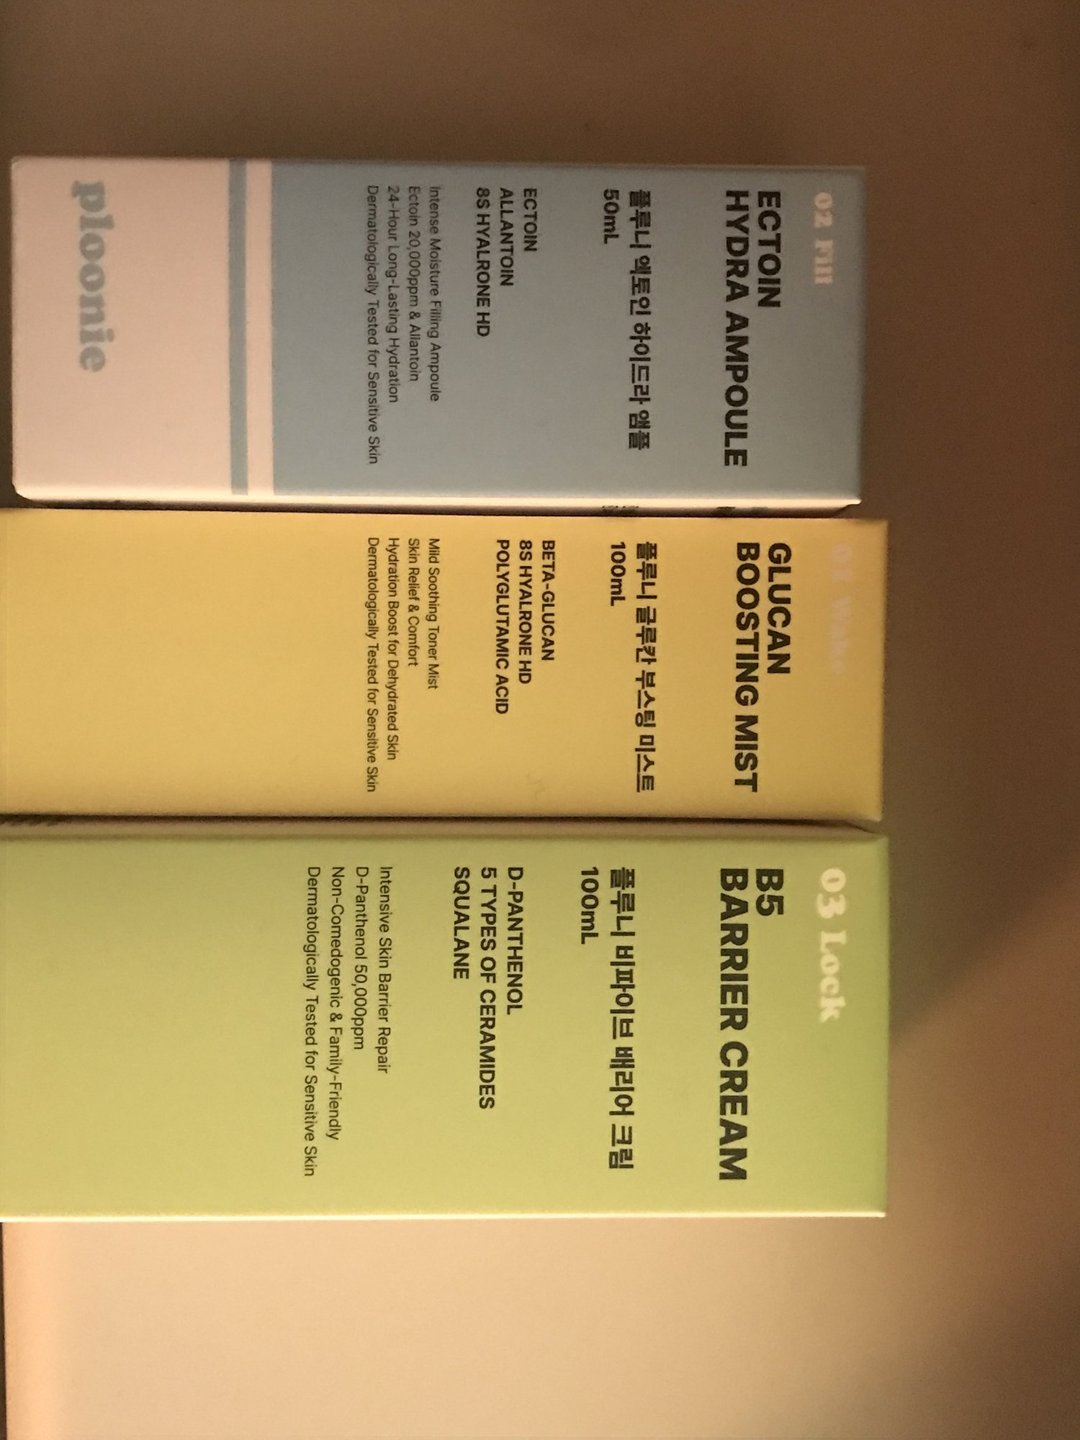 02 Fill
ECTOIN
HYDRA AMPOULE
플루니 엑토인 하이드라 앰플
50mL
ECTOIN
ALLANTOIN
8S HYALRONE HD
Intense Moisture Filling Ampoule
Ectoin 20,000ppm & Allantoin
24-Hour Long-Lasting Hydration
Dermatologically Tested for Sensitive Skin
ploonie
01
GLUCAN
BOOSTING MIST
플루니 글루칸 부스팅 미스트
100mL
BETA-GLUCAN
8S HYALRONE HD
POLYGLUTAMIC ACID
Mild Soothing Toner Mist
Skin Relief & Comfort
Hydration Boost for Dehydrated Skin
Dermatologically Tested for Sensitive Skin
03 Lock
B5
BARRIER CREAM
플루니 비파이브 배리어 크림
100mL
D-PANTHENOL
5 TYPES OF CERAMIDES
SQUALANE
Intensive Skin Barrier Repair
D-Panthenol 50,000ppm
Non-Comedogenic & Family-Friendly
Dermatologically Tested for Sensitive Skin